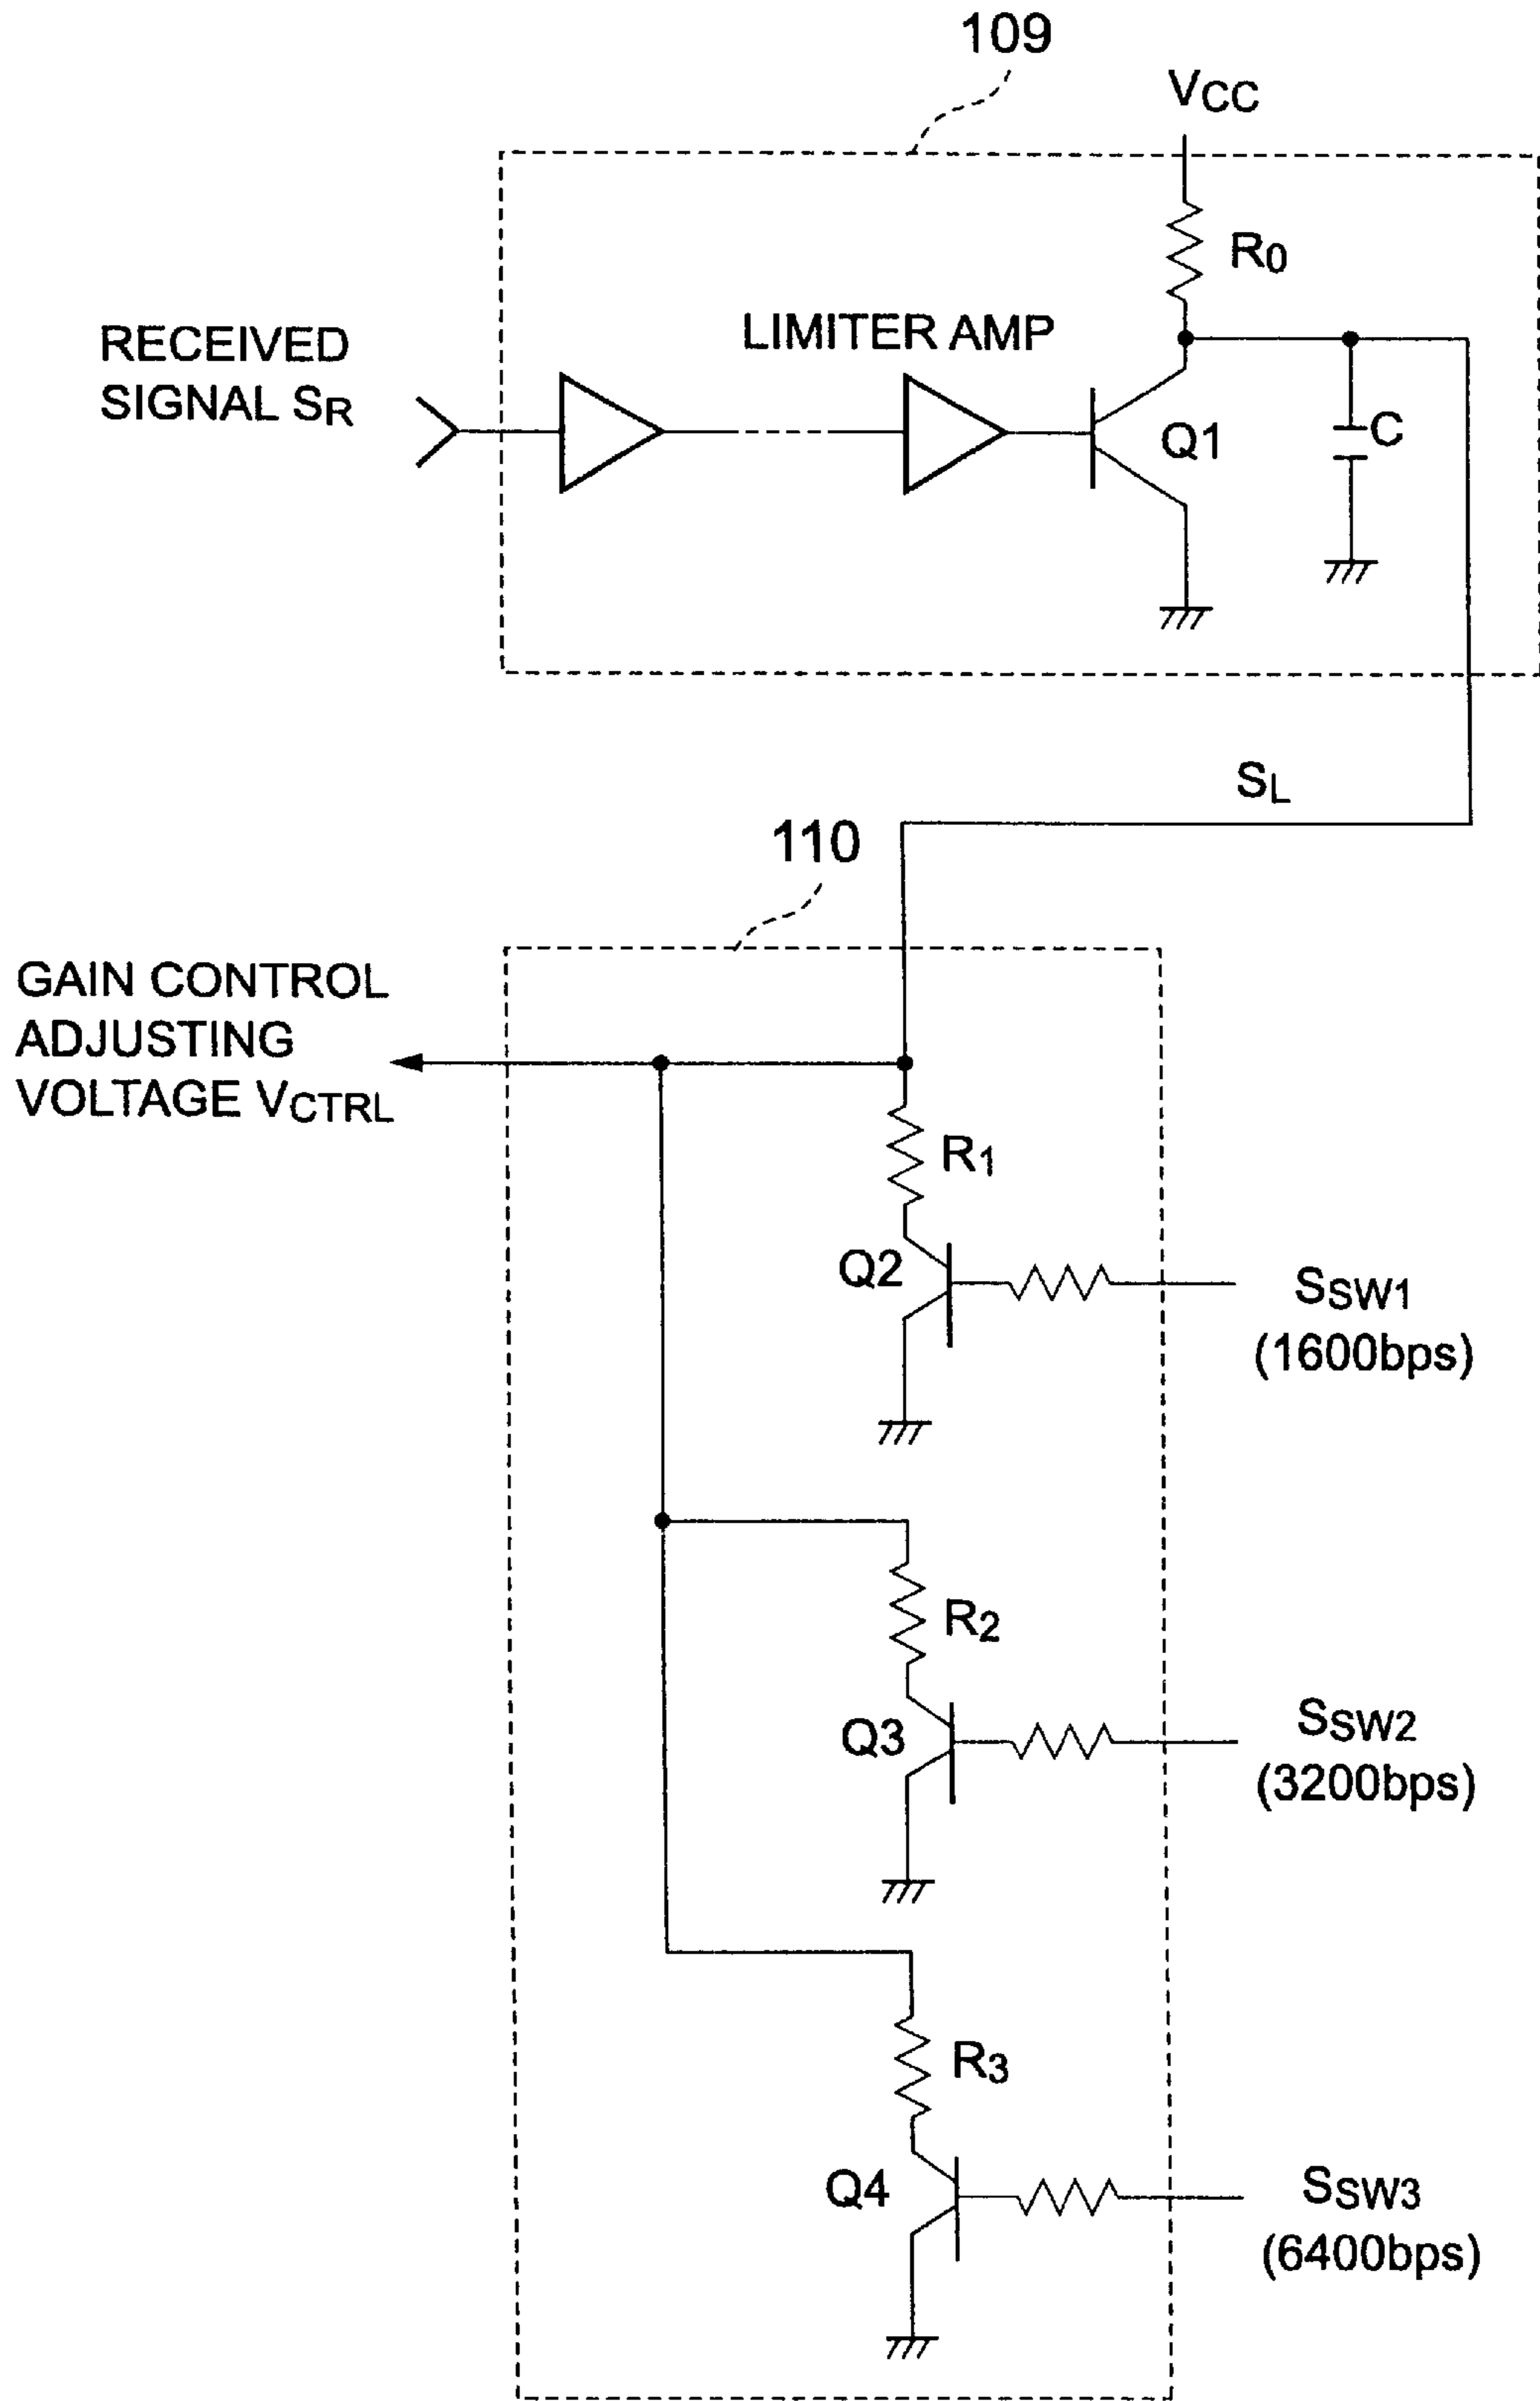 109
VCC
R0
RECEIVED
SIGNAL SR
LIMITER AMP
Q1
C
SL
110
GAIN CONTROL
ADJUSTING
VOLTAGE VCTRL
R1
Q2
SSW1
(1600bps)
R2
Q3
SSW2
(3200bps)
R3
Q4
SSW3
(6400bps)